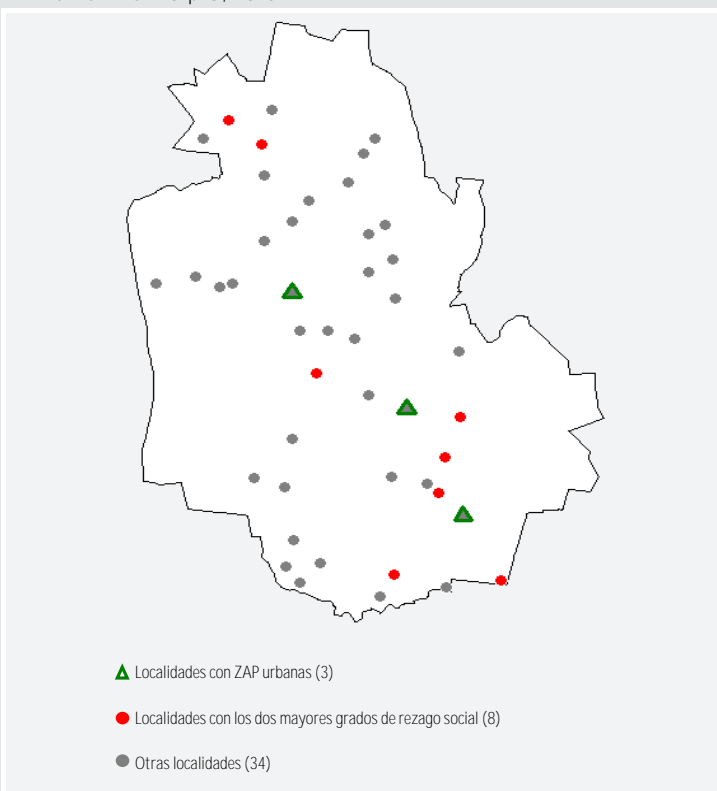 Localidades con ZAP urbanas (3)
Localidades con los dos mayores grados de rezago social (8)
Otras localidades (34)